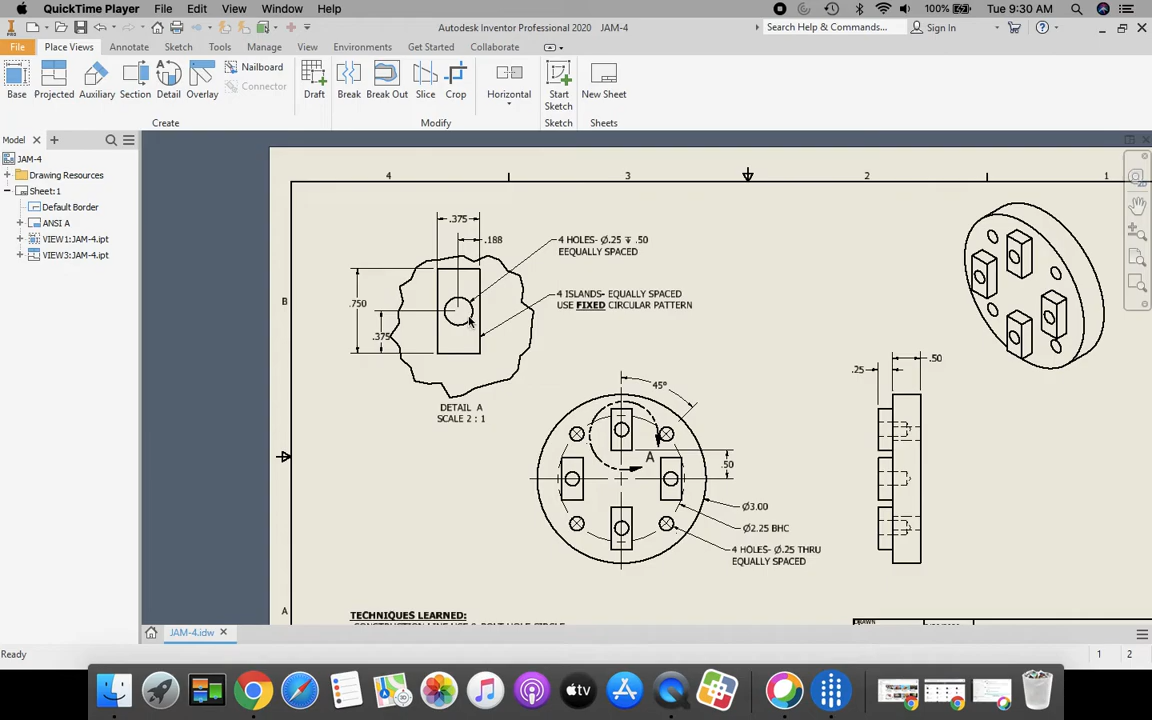 QuickTime Player File Edit View Window Help 100% Tue 9:30 AM
Autodesk Inventor Professional 2020 JAM-4 Search Help & Commands... Sign In
File Place Views Annotate Sketch Tools Manage View Environments Get Started Collaborate
Base Projected Auxiliary Section Detail Overlay Nailboard Connector Draft Break Break Out Slice Crop Horizontal Start Sketch New Sheet
Create Modify Sketch Sheets
Model
JAM-4
Drawing Resources
Sheet:1
Default Border
ANSI A
VIEW1:JAM-4.ipt
VIEW3:JAM-4.ipt
4 3 2 1
B
A
.375
.188
.750
.375
4 HOLES- Ø.25 ↧ .50
EEQUALLY SPACED
4 ISLANDS- EQUALLY SPACED
USE FIXED CIRCULAR PATTERN
DETAIL A
SCALE 2 : 1
45°
A
.50
Ø3.00
Ø2.25 BHC
4 HOLES- Ø.25 THRU
EQUALLY SPACED
.50
.25
TECHNIQUES LEARNED:
DRAWN
JAM-4.idw
Ready 1 2
tv